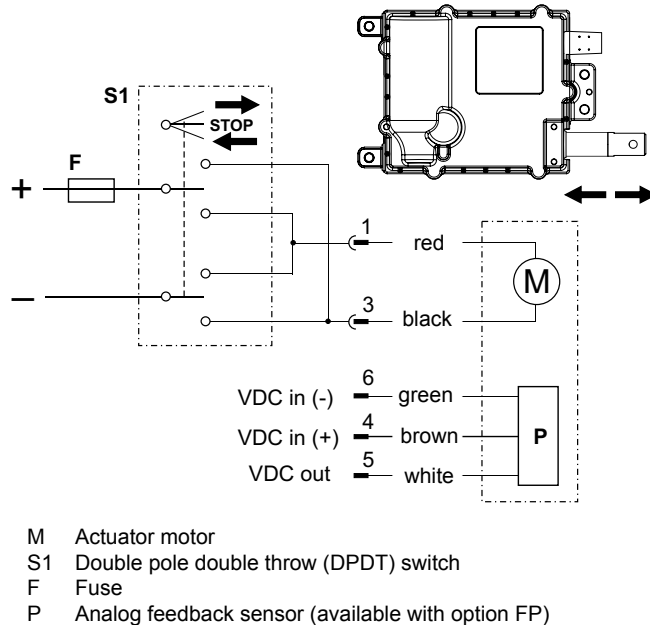 S1
STOP
F
+
–
1
red
M
3
black
6
VDC in (-)
green
4
VDC in (+)
brown
P
5
VDC out
white
M Actuator motor
S1 Double pole double throw (DPDT) switch
F Fuse
P Analog feedback sensor (available with option FP)